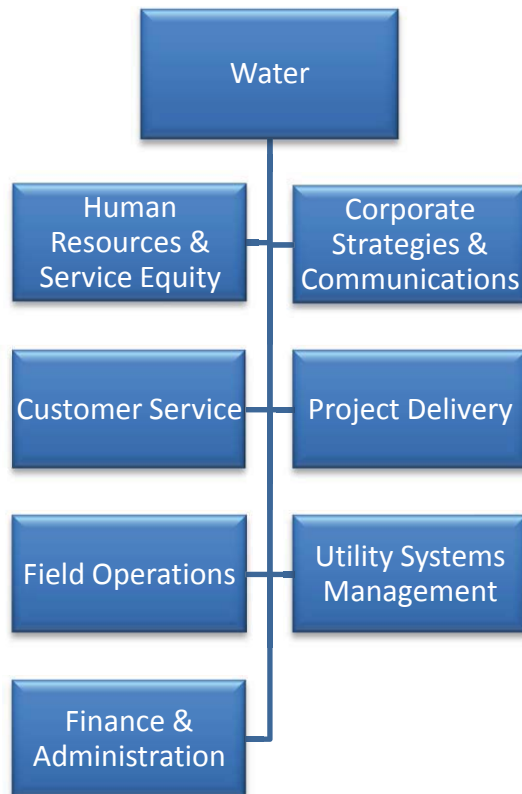 Water
Human
Resources &
Service Equity
Corporate
Strategies &
Communications
Customer Service
Project Delivery
Field Operations
Utility Systems
Management
Finance &
Administration